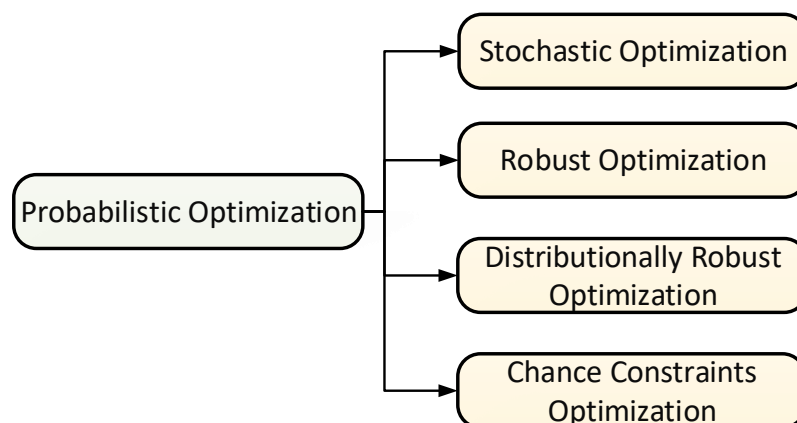 Stochastic Optimization
Robust Optimization
Probabilistic Optimization
Distributionally Robust
Optimization
Chance Constraints
Optimization